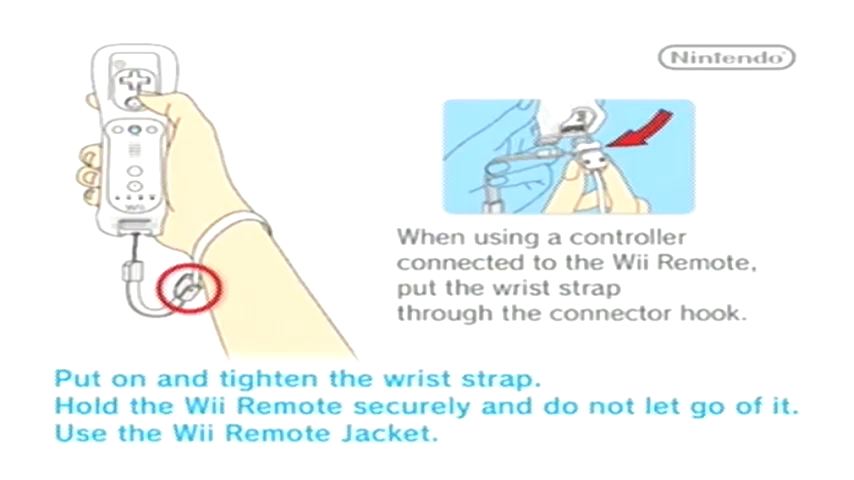 Nintendo
When using a controller
connected to the Wii Remote,
put the wrist strap
through the connector hook.
Wii
Put on and tighten the wrist strap.
Hold the Wii Remote securely and do not let go of it.
Use the Wii Remote Jacket.